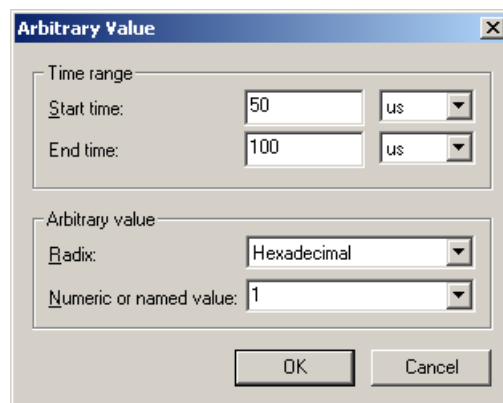 Arbitrary Value
Time range
Start time: 50 us
End time: 100 us
Arbitrary value
Radix: Hexadecimal
Numeric or named value: 1
OK Cancel